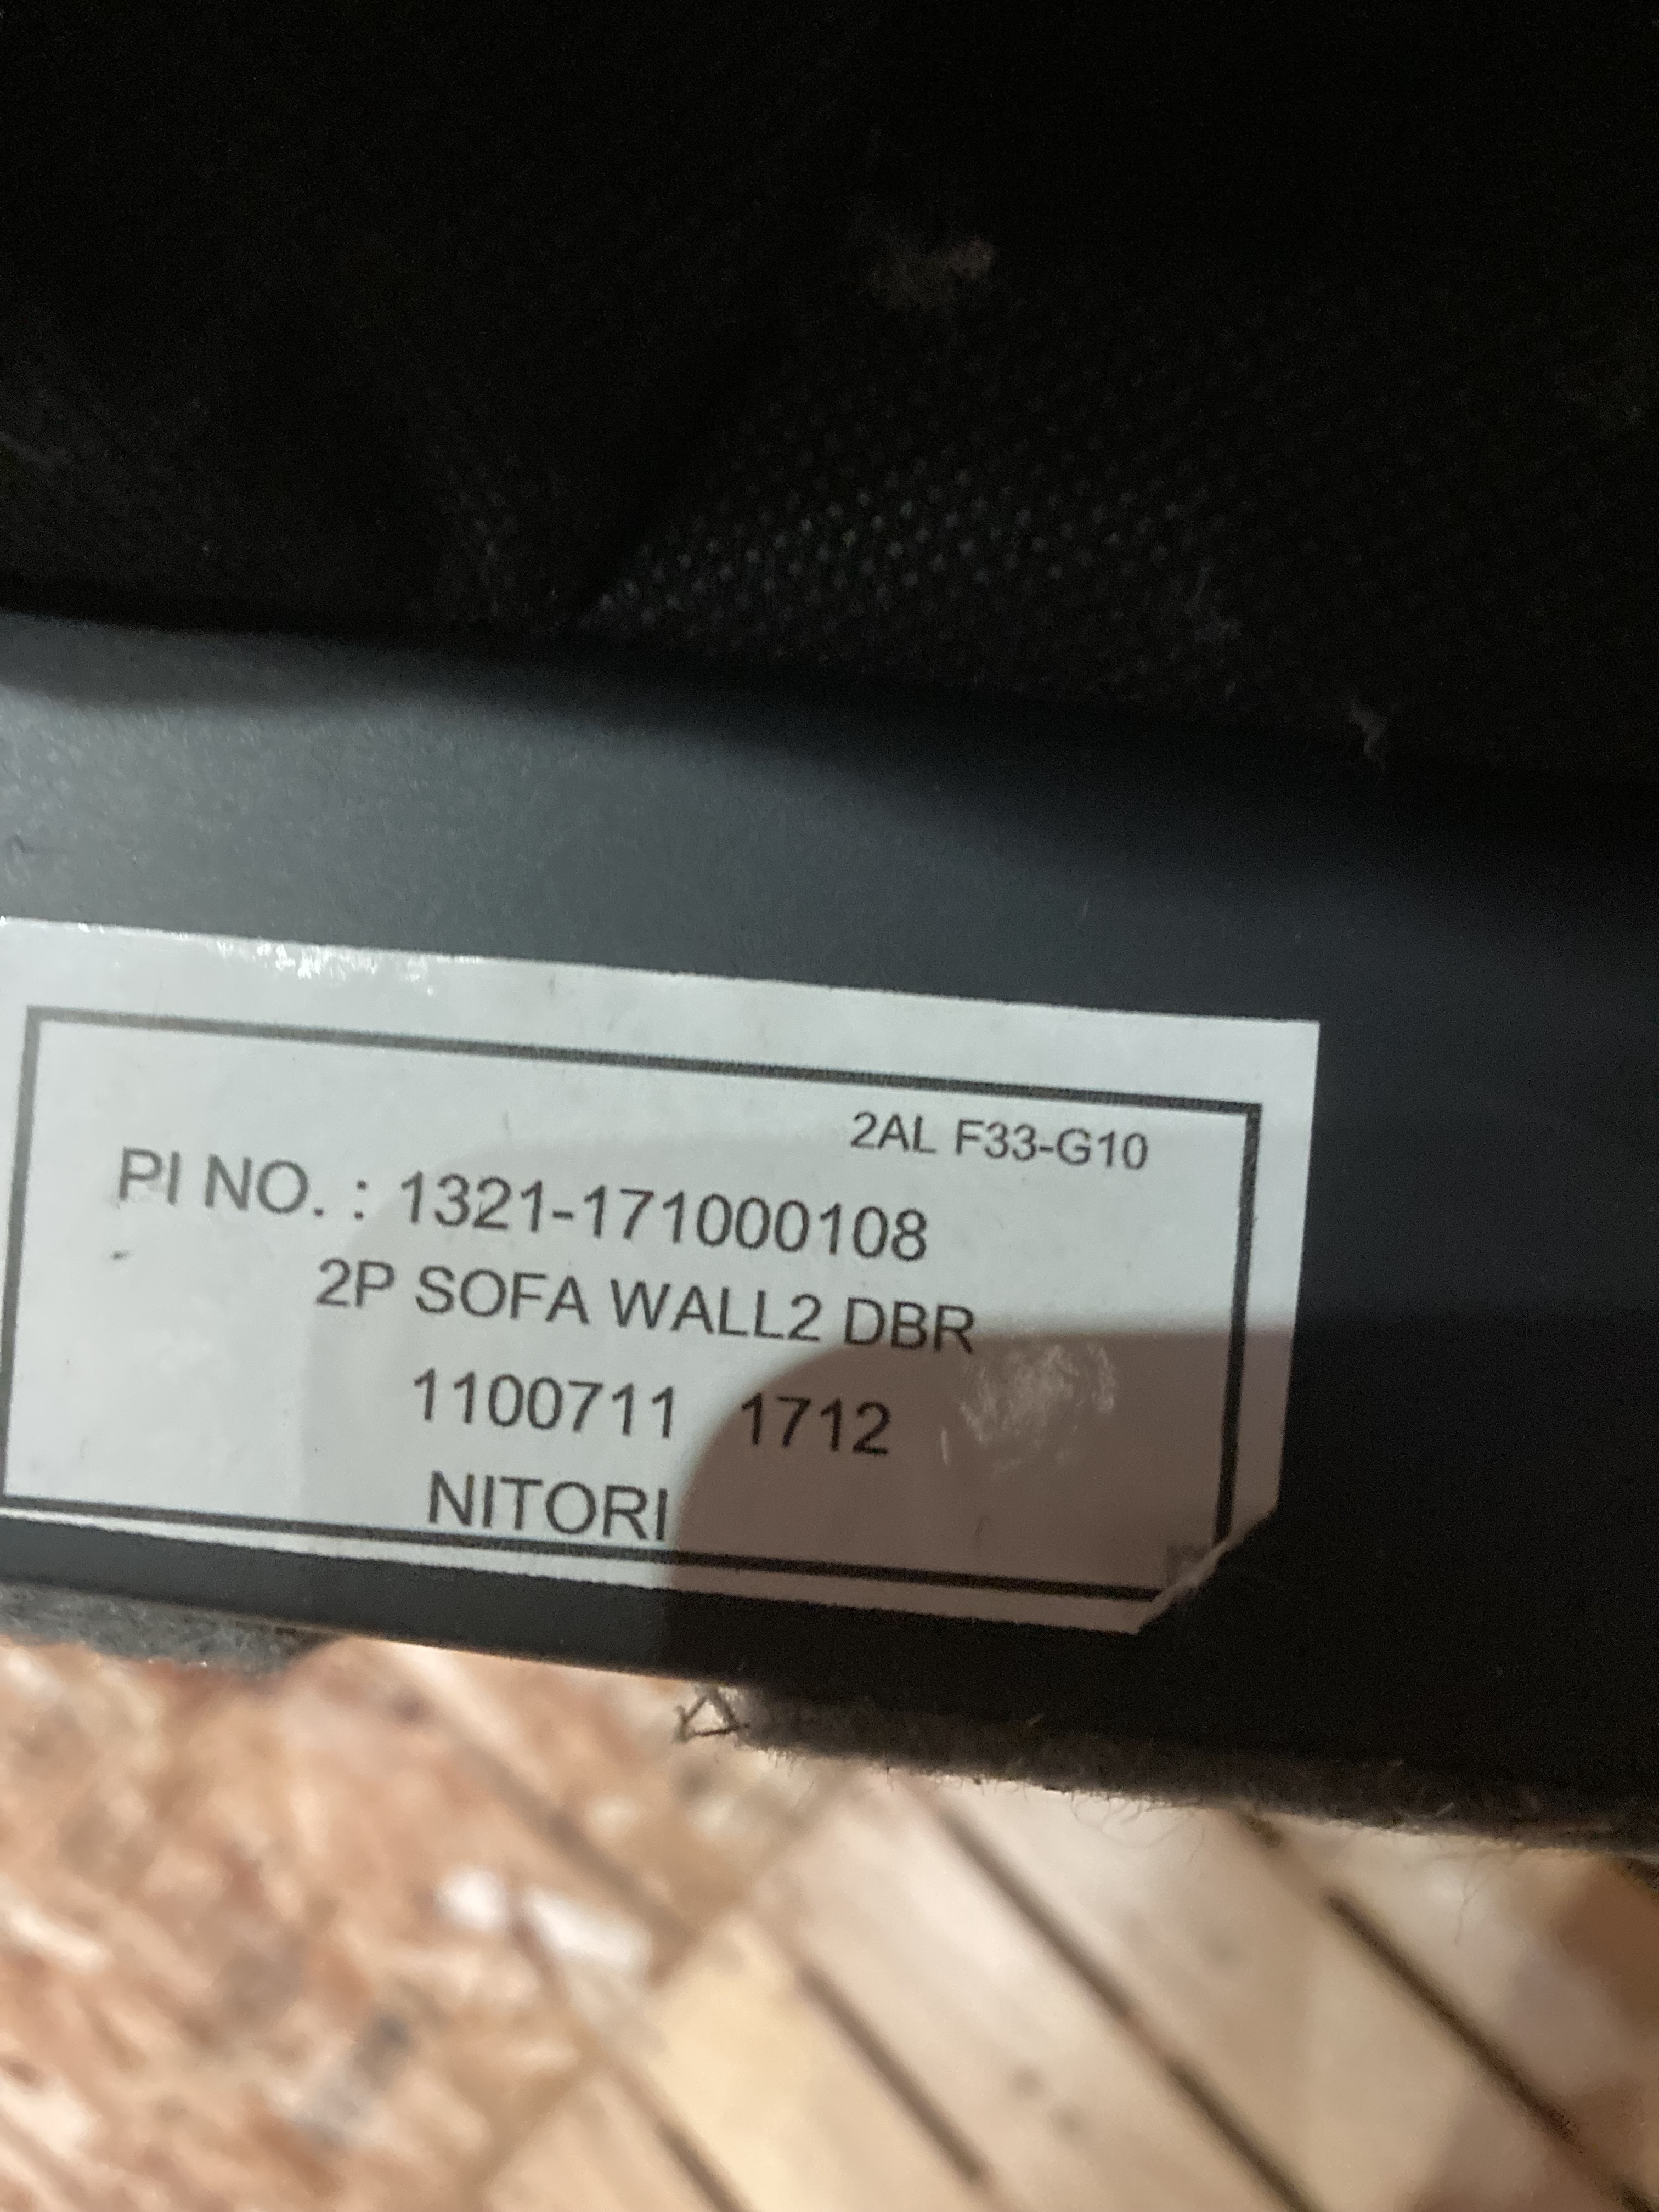 2AL F33-G10
PI NO. : 1321-171000108
2P SOFA WALL2 DBR
1100711 1712
NITORI